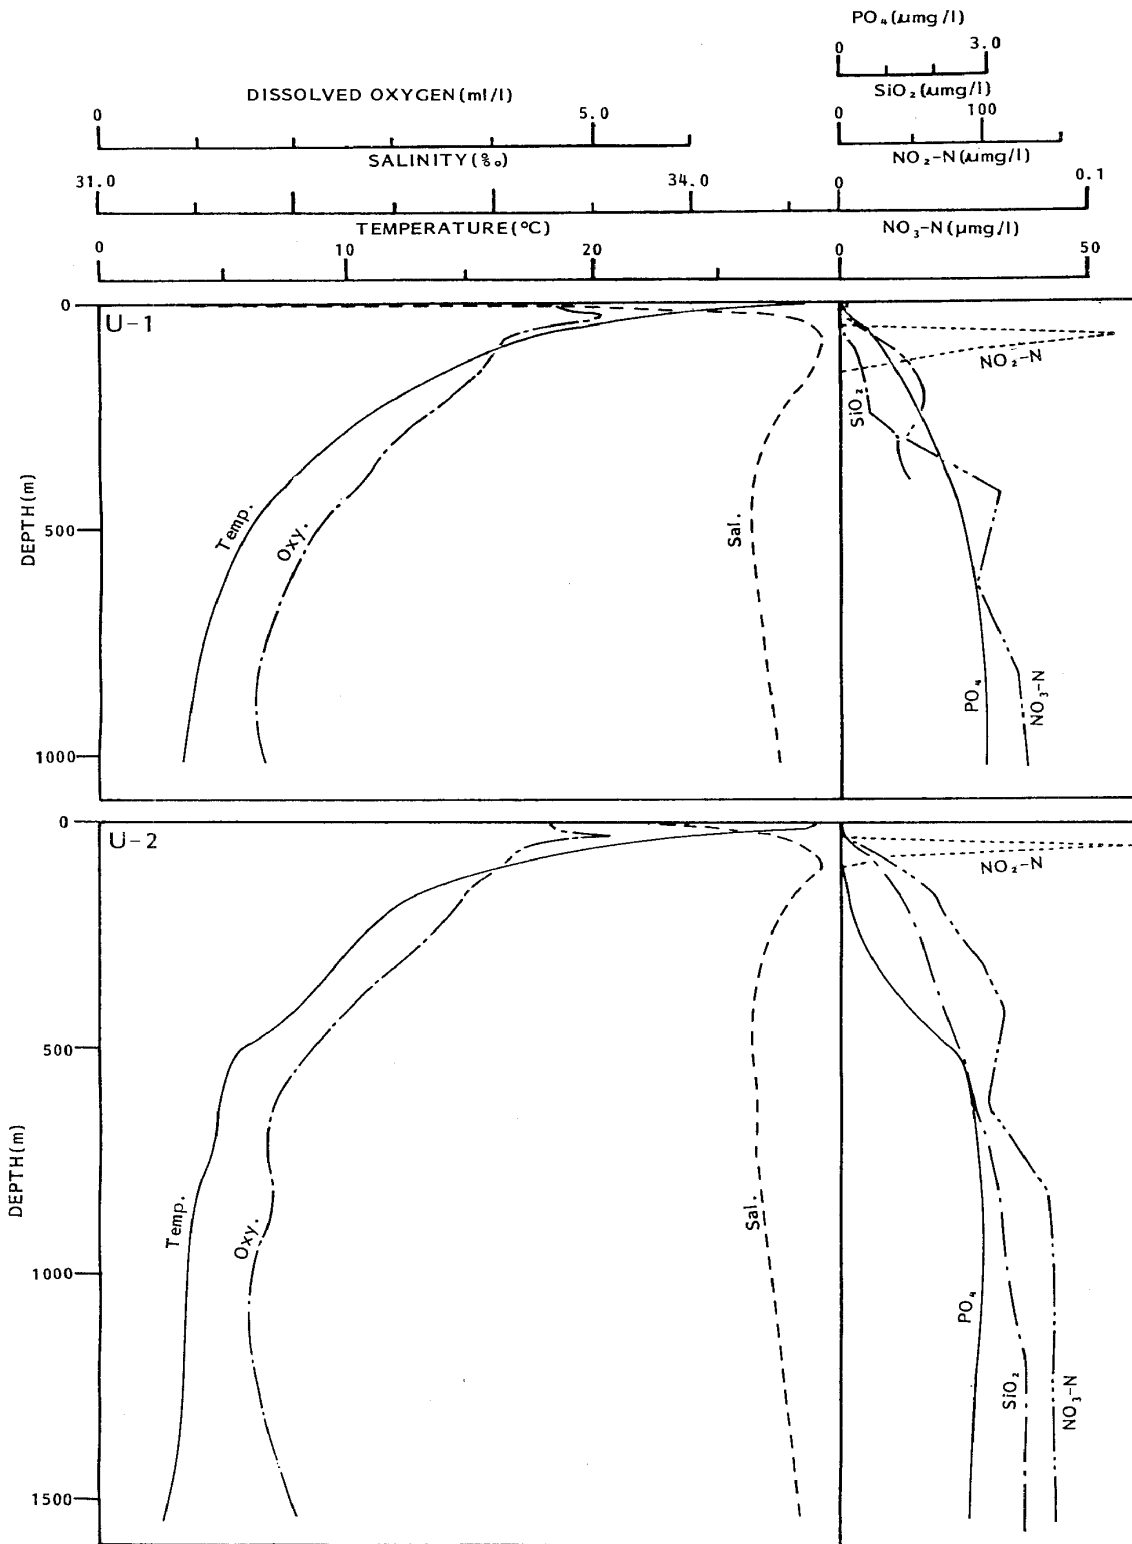 PO₄(µmg/l)
0 3.0
SiO₂(µmg/l)
0 100
NO₂-N(µmg/l)
0 0.1
NO₃-N(µmg/l)
0 50
DISSOLVED OXYGEN(ml/l)
0 5.0
SALINITY(‰)
31.0 34.0
TEMPERATURE(°C)
0 10 20
U-1
0
500
1000
DEPTH(m)
Temp.
Oxy.
Sal.
SiO₂
NO₂-N
PO₄
NO₃-N
U-2
0
500
1000
1500
DEPTH(m)
Temp.
Oxy.
Sal.
NO₂-N
PO₄
SiO₂
NO₃-N